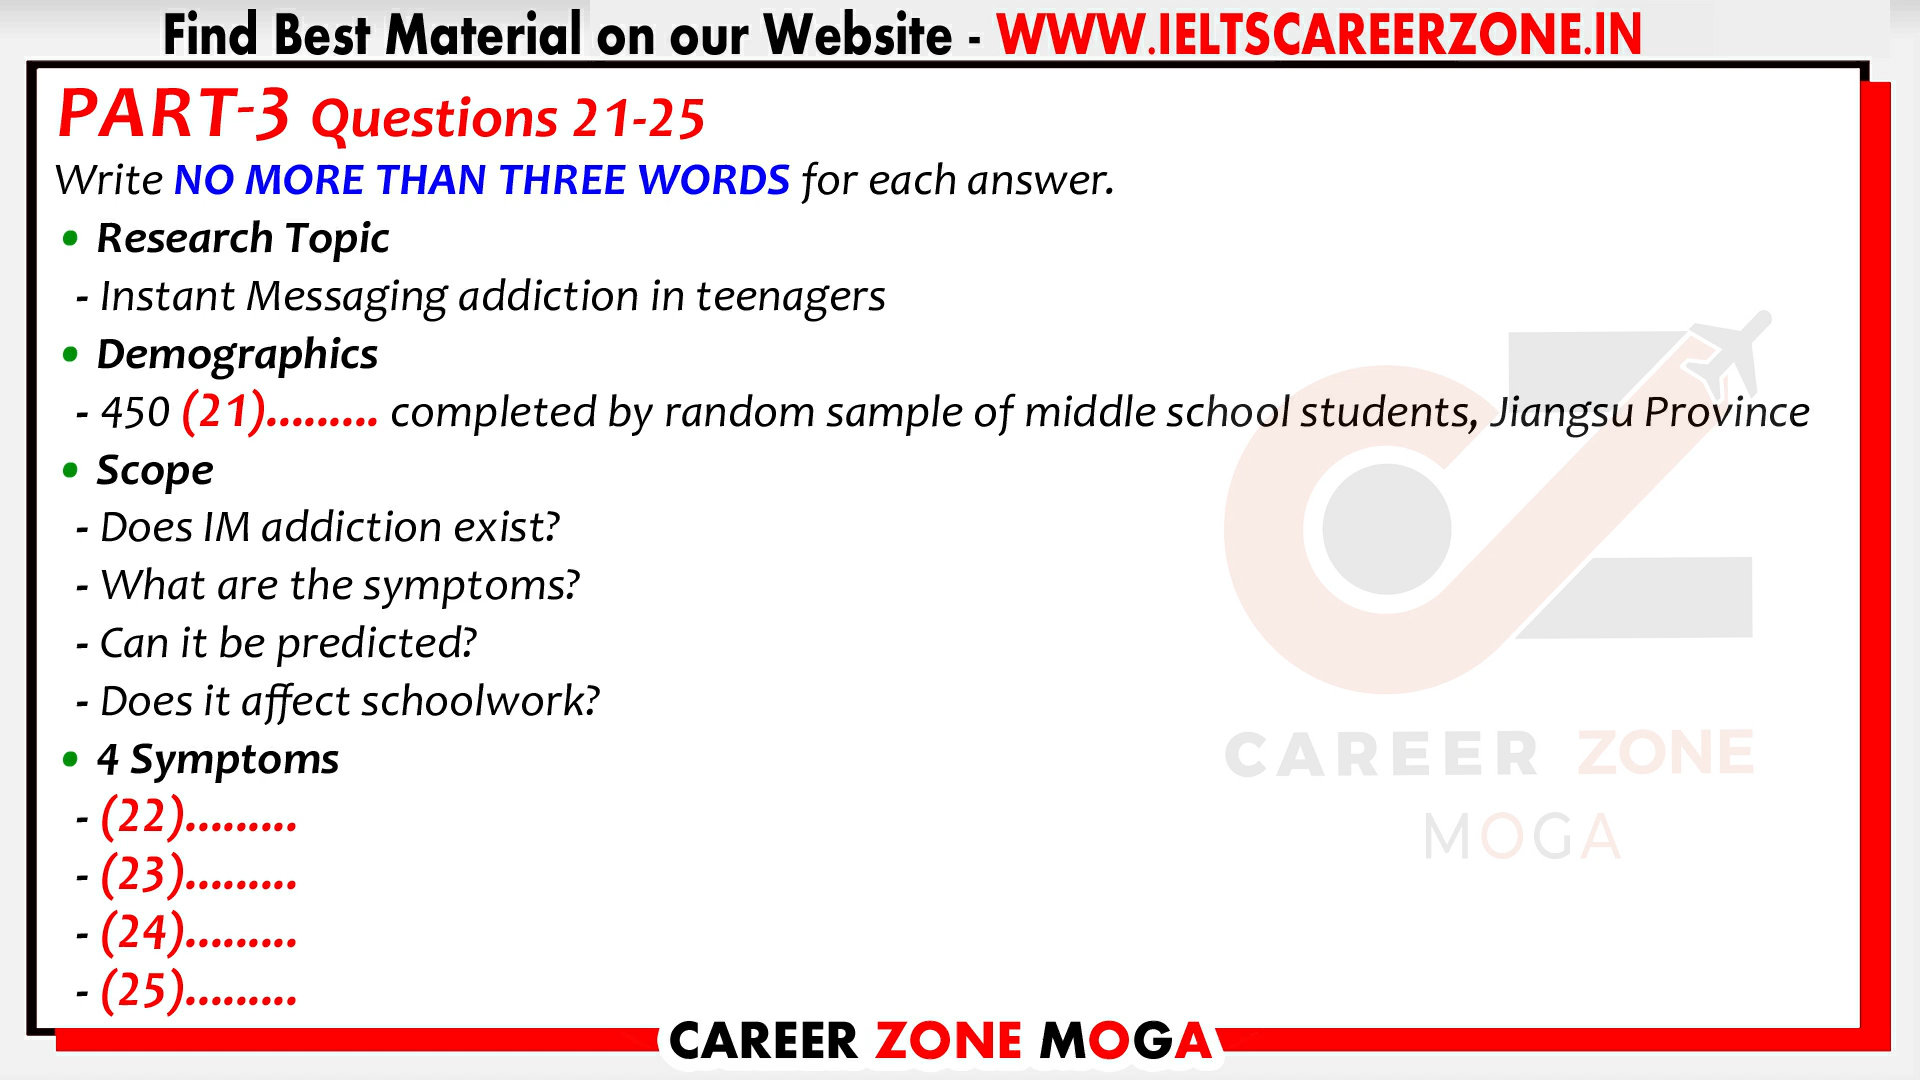 Find Best Material on our Website - WWW.IELTSCAREERZONE.IN
PART-3 Questions 21-25
Write NO MORE THAN THREE WORDS for each answer.
• Research Topic
- Instant Messaging addiction in teenagers
• Demographics
- 450 (21)......... completed by random sample of middle school students, Jiangsu Province
• Scope
- Does IM addiction exist?
- What are the symptoms?
- Can it be predicted?
- Does it affect schoolwork?
• 4 Symptoms
- (22).........
- (23).........
- (24).........
- (25).........
CAREER ZONE
MOGA
CAREER ZONE MOGA